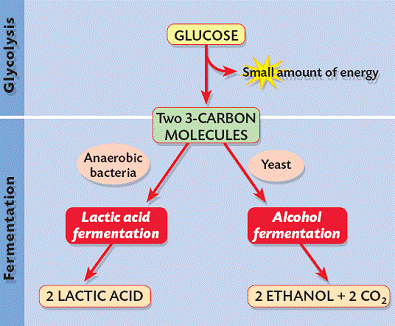 Glycolysis
GLUCOSE
Small amount of energy
Two 3-CARBON
MOLECULES
Fermentation
Anaerobic
bacteria
Yeast
Lactic acid
fermentation
Alcohol
fermentation
2 LACTIC ACID
2 ETHANOL + 2 CO₂